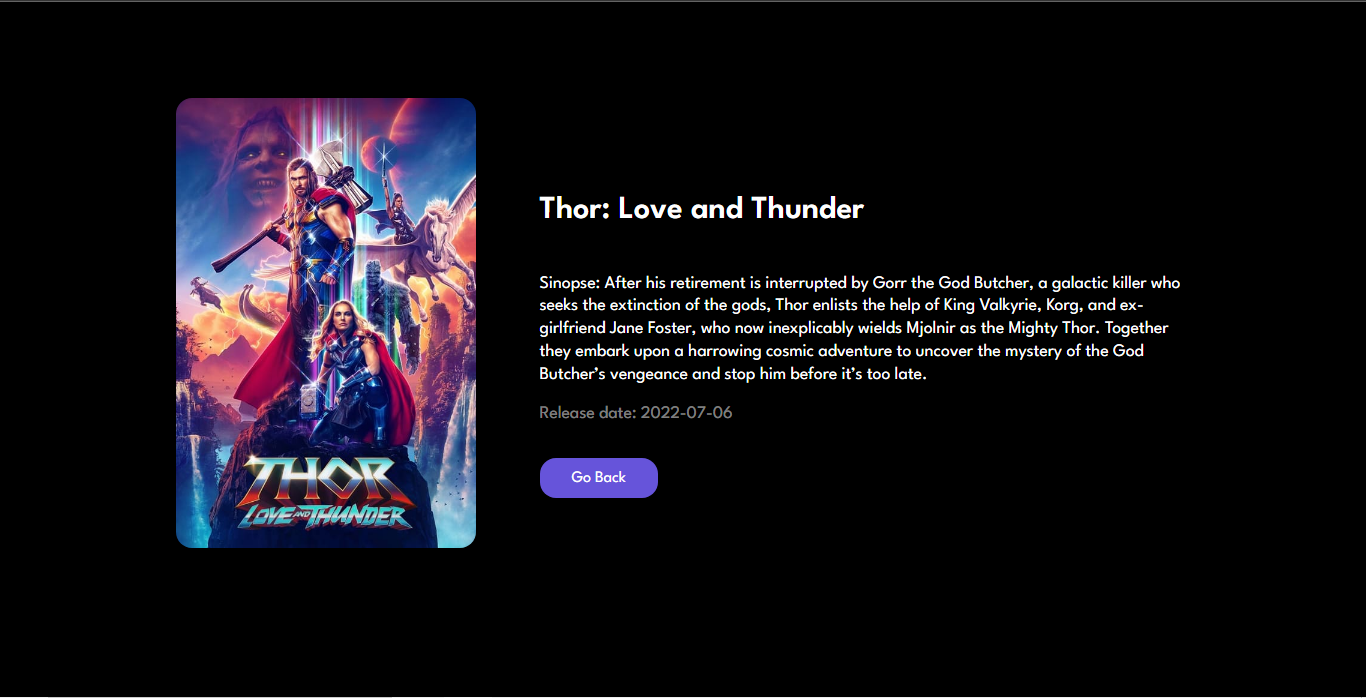 Thor: Love and Thunder
Sinopse: After his retirement is interrupted by Gorr the God Butcher, a galactic killer who
seeks the extinction of the gods, Thor enlists the help of King Valkyrie, Korg, and ex-
girlfriend Jane Foster, who now inexplicably wields Mjolnir as the Mighty Thor. Together
they embark upon a harrowing cosmic adventure to uncover the mystery of the God
Butcher’s vengeance and stop him before it’s too late.
Release date: 2022-07-06
Go Back
THOR
LOVE AND THUNDER